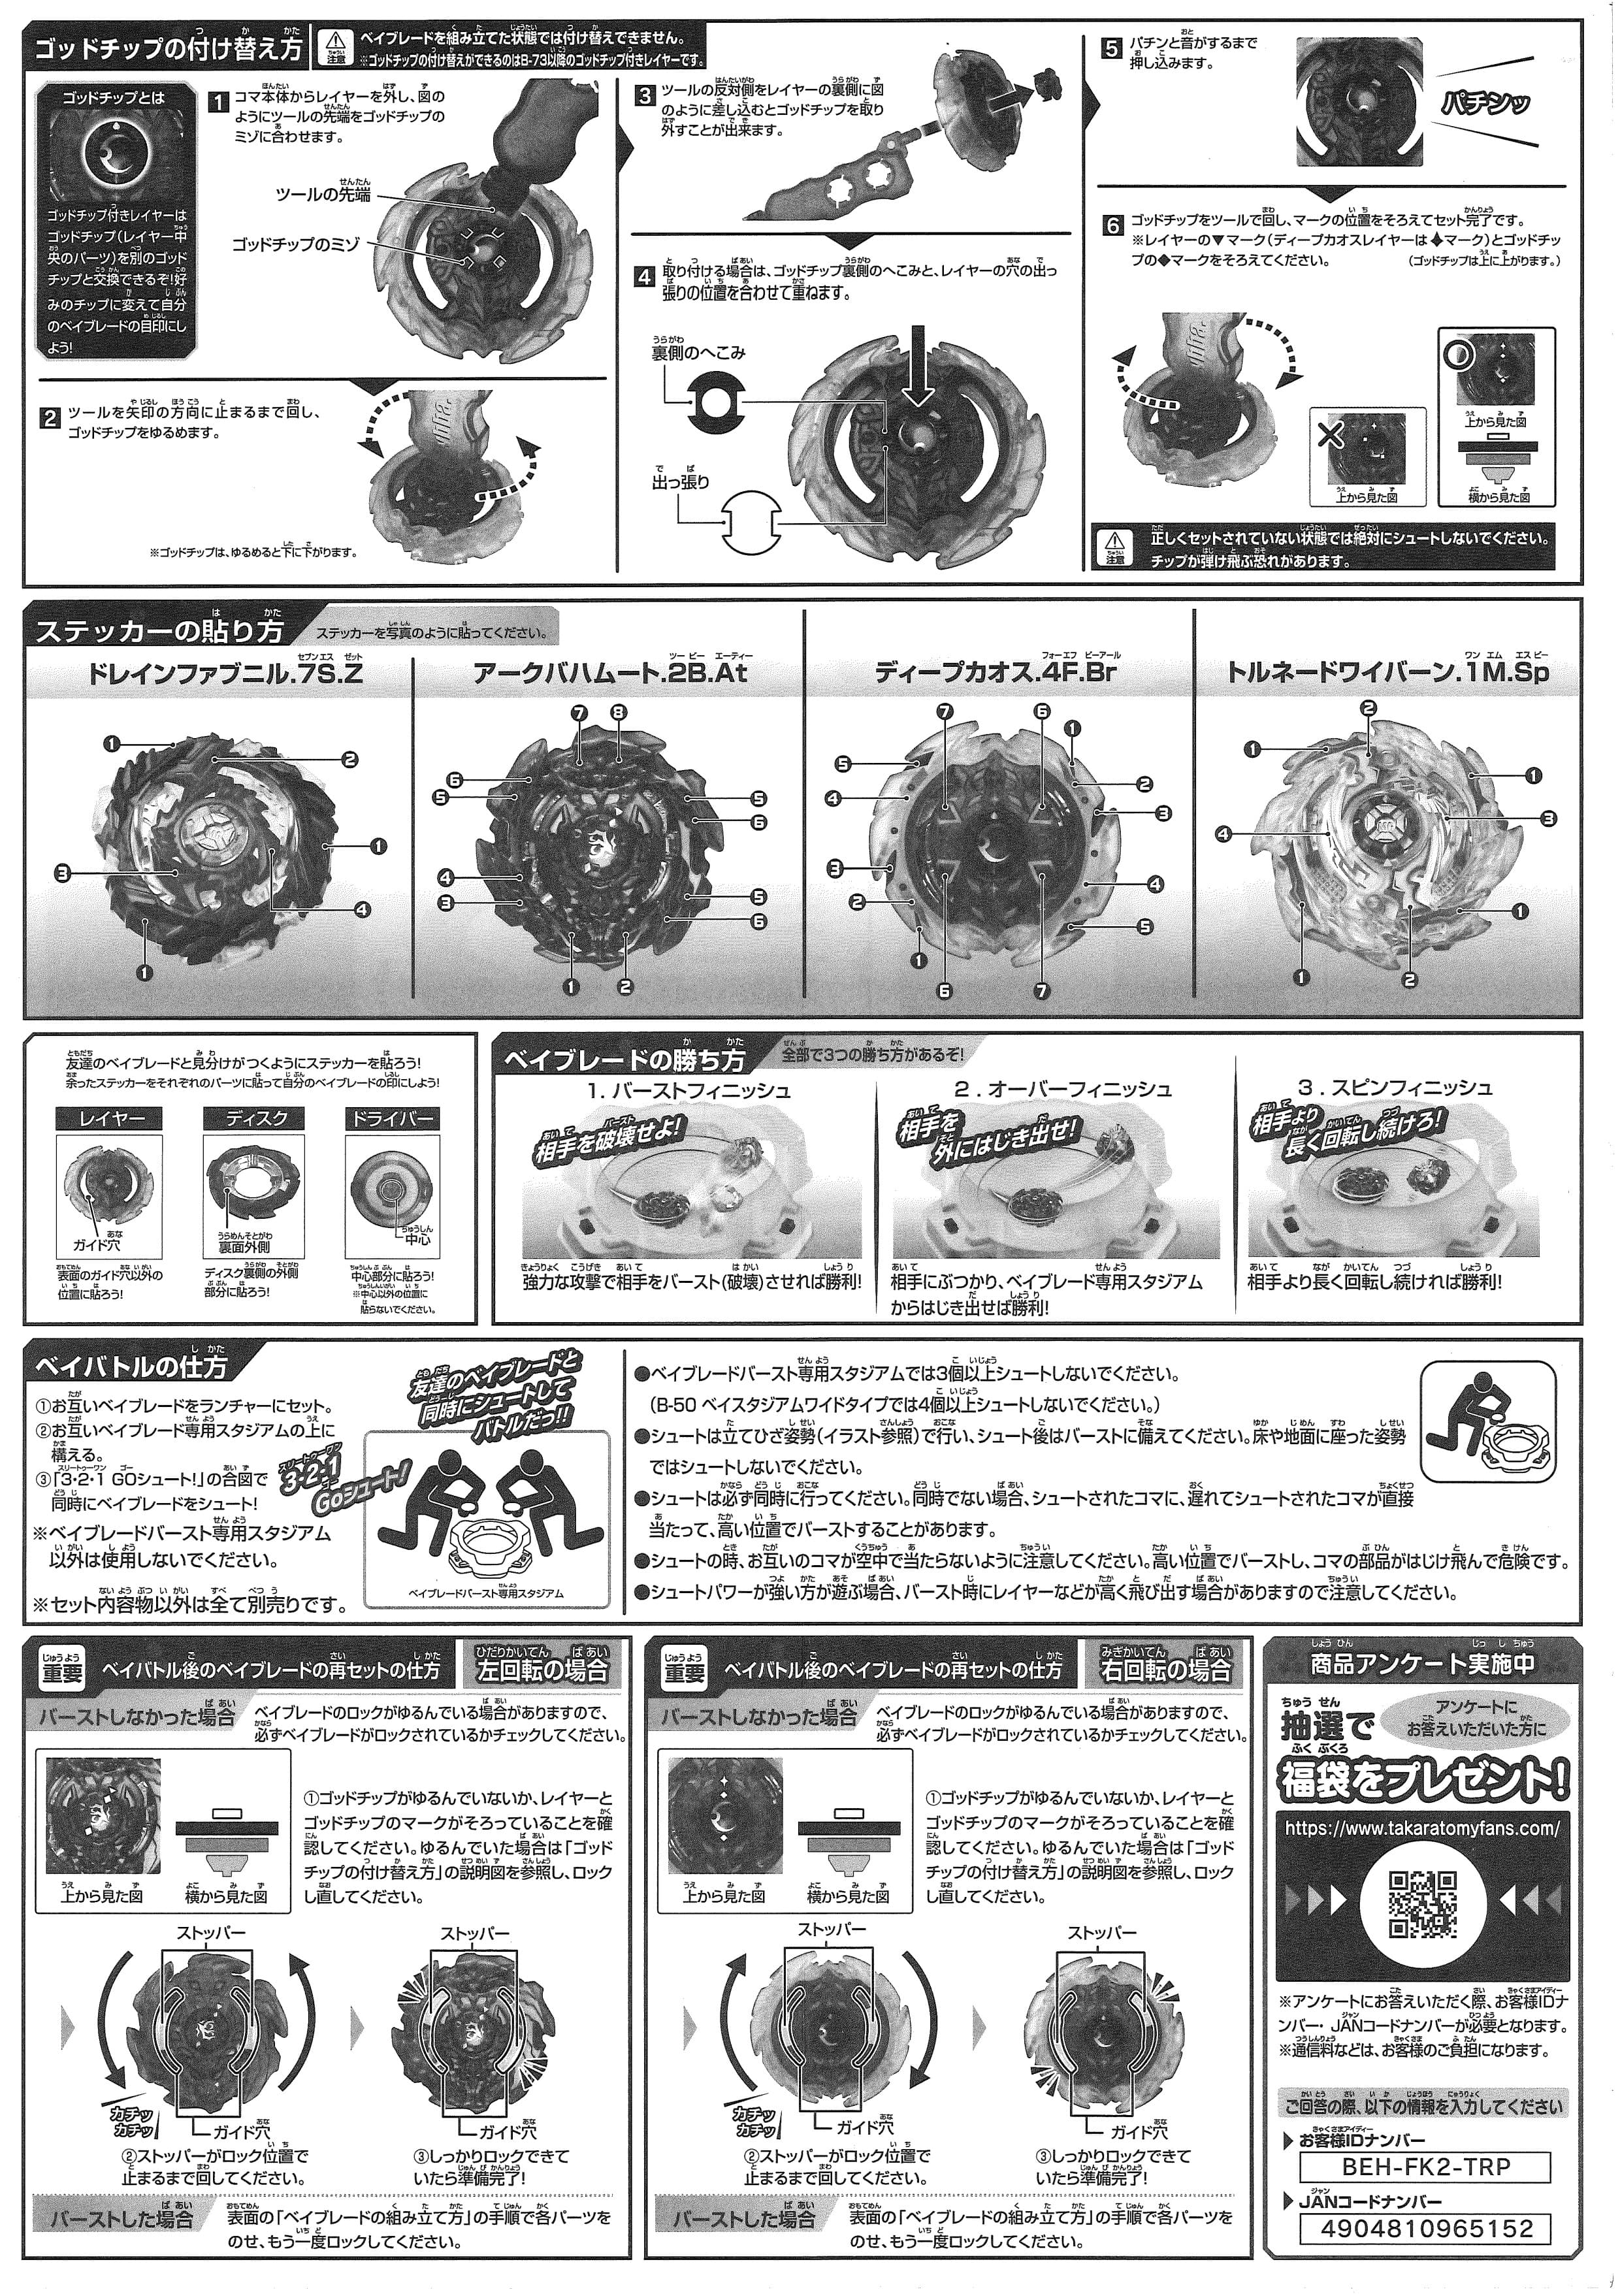 ゴッドチップの付け替え方
注意
ベイブレードを組み立てた状態では付け替えできません。
※ゴッドチップの付け替えができるのはB-73以降のゴッドチップ付きレイヤーです。
ゴッドチップとは
ゴッドチップ付きレイヤーは
ゴッドチップ(レイヤー中
央のパーツ)を別のゴッド
チップと交換できるぞ!好
みのチップに変えて自分
のベイブレードの目印にし
よう!
1 コマ本体からレイヤーを外し、図の
ようにツールの先端をゴッドチップの
ミゾに合わせます。
ツールの先端
ゴッドチップのミゾ
2 ツールを矢印の方向に止まるまで回し、
ゴッドチップをゆるめます。
※ゴッドチップは、ゆるめると下に下がります。
3 ツールの反対側をレイヤーの裏側に図
のように差し込むとゴッドチップを取り
外すことが出来ます。
4 取り付ける場合は、ゴッドチップ裏側のへこみと、レイヤーの穴の出っ
張りの位置を合わせて重ねます。
裏側のへこみ
出っ張り
5 パチンと音がするまで
押し込みます。
パチンッ
6 ゴッドチップをツールで回し、マークの位置をそろえてセット完了です。
※レイヤーの▼マーク(ディープカオスレイヤーは♦マーク)とゴッドチッ
プの◆マークをそろえてください。
(ゴッドチップは上に上がります。)
上から見た図
上から見た図
横から見た図
注意
正しくセットされていない状態では絶対にシュートしないでください。
チップが弾け飛ぶ恐れがあります。
ステッカーの貼り方
ステッカーを写真のように貼ってください。
ドレインファブニル.7S.Z
アークバハムート.2B.At
ディープカオス.4F.Br
トルネードワイバーン.1M.Sp
友達のベイブレードと見分けがつくようにステッカーを貼ろう!
余ったステッカーをそれぞれのパーツに貼って自分のベイブレードの印にしよう!
レイヤー
ガイド穴
表面のガイド穴以外の
位置に貼ろう!
ディスク
裏面外側
ディスク裏側の外側
部分に貼ろう!
ドライバー
中心
中心部分に貼ろう!
※中心以外の位置に
貼らないでください。
ベイブレードの勝ち方
全部で3つの勝ち方があるぞ!
1. バーストフィニッシュ
相手を破壊せよ!
強力な攻撃で相手をバースト(破壊)させれば勝利!
2. オーバーフィニッシュ
相手を
外にはじき出せ!
相手にぶつかり、ベイブレード専用スタジアム
からはじき出せば勝利!
3. スピンフィニッシュ
相手より
長く回転し続けろ!
相手より長く回転し続ければ勝利!
ベイバトルの仕方
①お互いベイブレードをランチャーにセット。
②お互いベイブレード専用スタジアムの上に
構える。
③「3・2・1 GOシュート!」の合図で
同時にベイブレードをシュート!
※ベイブレードバースト専用スタジアム
以外は使用しないでください。
※セット内容物以外は全て別売りです。
友達のベイブレードと
同時にシュートして
バトルだっ!!
3・2・1
Goシュート!
ベイブレードバースト専用スタジアム
●ベイブレードバースト専用スタジアムでは3個以上シュートしないでください。
(B-50 ベイスタジアムワイドタイプでは4個以上シュートしないでください。)
●シュートは立てひざ姿勢(イラスト参照)で行い、シュート後はバーストに備えてください。床や地面に座った姿勢
ではシュートしないでください。
●シュートは必ず同時に行ってください。同時でない場合、シュートされたコマに、遅れてシュートされたコマが直接
当たって、高い位置でバーストすることがあります。
●シュートの時、お互いのコマが空中で当たらないように注意してください。高い位置でバーストし、コマの部品がはじけ飛んで危険です。
●シュートパワーが強い方が遊ぶ場合、バースト時にレイヤーなどが高く飛び出す場合がありますので注意してください。
重要
ベイバトル後のベイブレードの再セットの仕方
左回転の場合
バーストしなかった場合
ベイブレードのロックがゆるんでいる場合がありますので、
必ずベイブレードがロックされているかチェックしてください。
上から見た図
横から見た図
①ゴッドチップがゆるんでいないか、レイヤーと
ゴッドチップのマークがそろっていることを確
認してください。ゆるんでいた場合は「ゴッド
チップの付け替え方」の説明図を参照し、ロック
し直してください。
ストッパー
カチッ
カチッ
ガイド穴
②ストッパーがロック位置で
止まるまで回してください。
ストッパー
ガイド穴
③しっかりロックできて
いたら準備完了!
バーストした場合
表面の「ベイブレードの組み立て方」の手順で各パーツを
のせ、もう一度ロックしてください。
重要
ベイバトル後のベイブレードの再セットの仕方
右回転の場合
バーストしなかった場合
ベイブレードのロックがゆるんでいる場合がありますので、
必ずベイブレードがロックされているかチェックしてください。
上から見た図
横から見た図
①ゴッドチップがゆるんでいないか、レイヤーと
ゴッドチップのマークがそろっていることを確
認してください。ゆるんでいた場合は「ゴッド
チップの付け替え方」の説明図を参照し、ロック
し直してください。
ストッパー
カチッ
カチッ
ガイド穴
②ストッパーがロック位置で
止まるまで回してください。
ストッパー
ガイド穴
③しっかりロックできて
いたら準備完了!
バーストした場合
表面の「ベイブレードの組み立て方」の手順で各パーツを
のせ、もう一度ロックしてください。
商品アンケート実施中
アンケートに
お答えいただいた方に
抽選で
福袋をプレゼント!
https://www.takaratomyfans.com/
※アンケートにお答えいただく際、お客様IDナ
ンバー・JANコードナンバーが必要となります。
※通信料などは、お客様のご負担になります。
ご回答の際、以下の情報を入力してください
▶お客様IDナンバー
BEH-FK2-TRP
▶JANコードナンバー
4904810965152